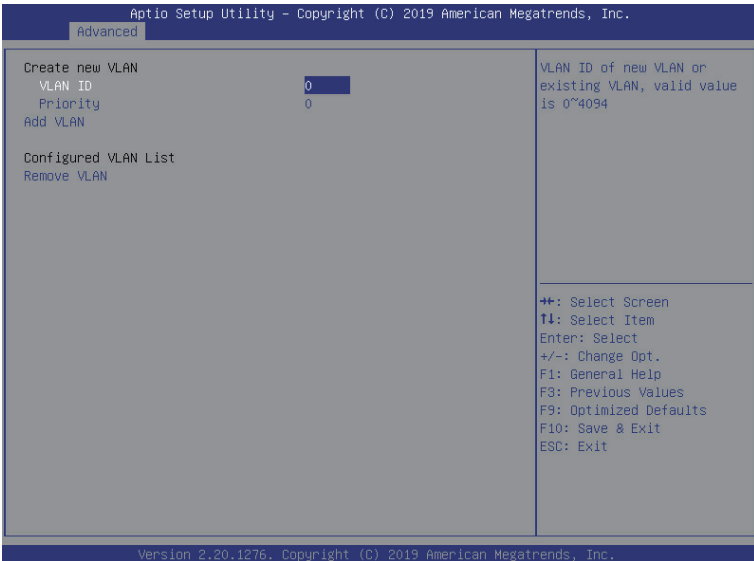 Aptio Setup Utility – Copyright (C) 2019 American Megatrends, Inc.
Advanced
Create new VLAN
VLAN ID 0
Priority 0
Add VLAN
Configured VLAN List
Remove VLAN
VLAN ID of new VLAN or
existing VLAN, valid value
is 0~4094
→←: Select Screen
↑↓: Select Item
Enter: Select
+/-: Change Opt.
F1: General Help
F3: Previous Values
F9: Optimized Defaults
F10: Save & Exit
ESC: Exit
Version 2.20.1276. Copyright (C) 2019 American Megatrends, Inc.